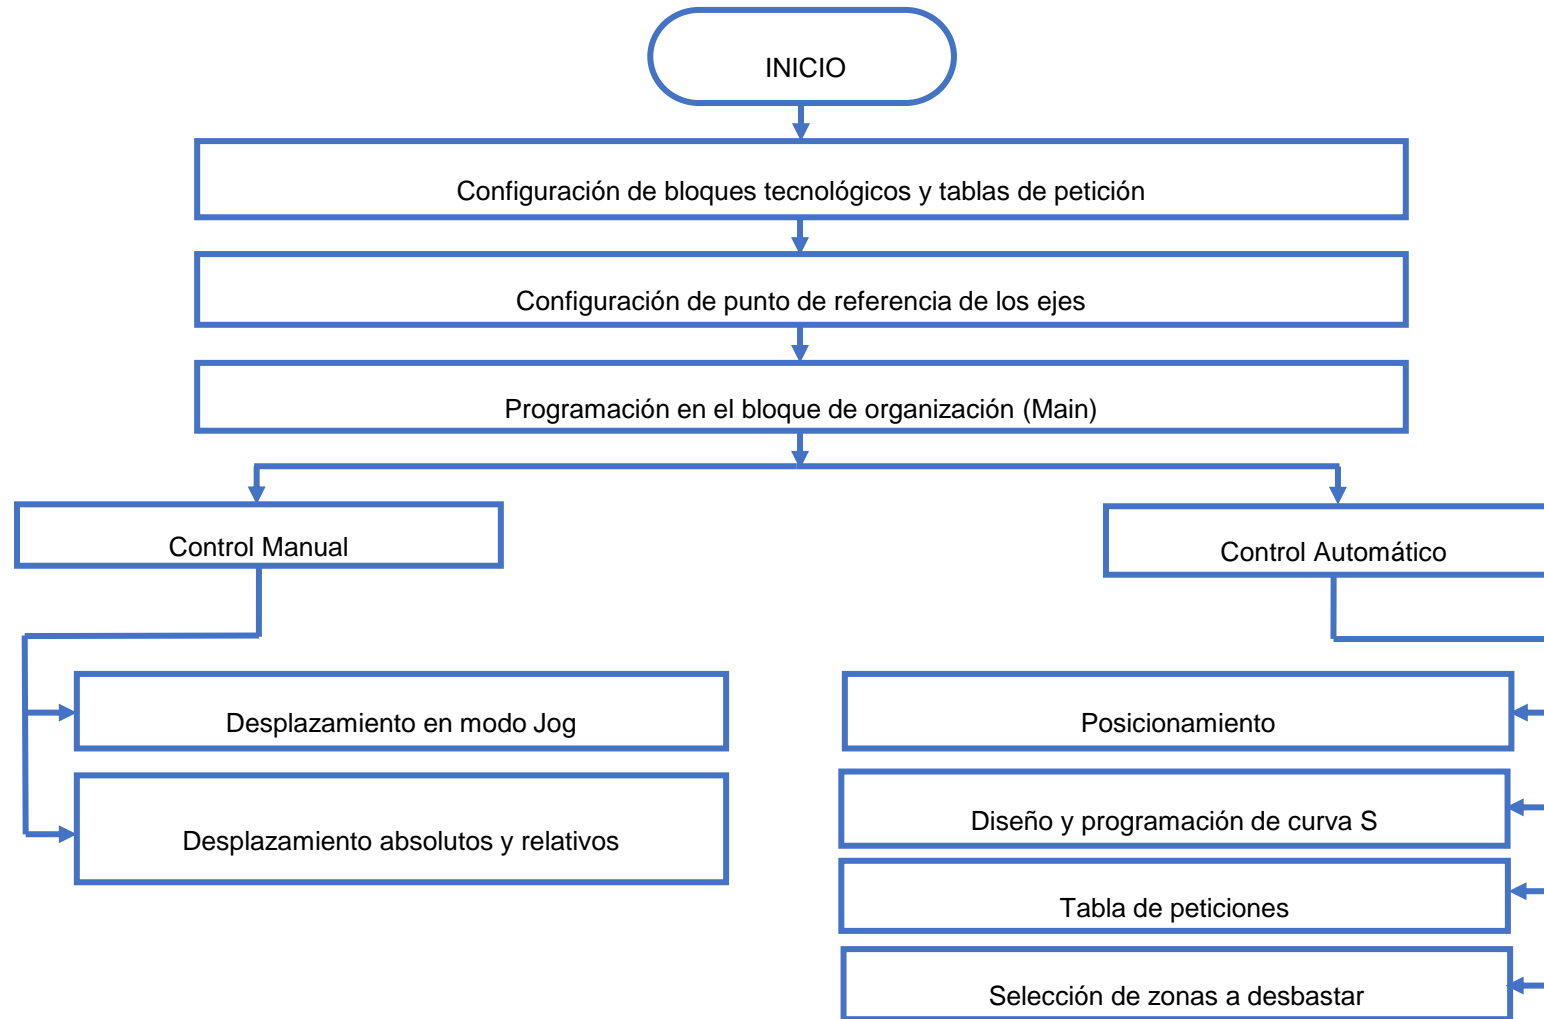 INICIO
Configuración de bloques tecnológicos y tablas de petición
Configuración de punto de referencia de los ejes
Programación en el bloque de organización (Main)
Control Manual
Control Automático
Desplazamiento en modo Jog
Desplazamiento absolutos y relativos
Posicionamiento
Diseño y programación de curva S
Tabla de peticiones
Selección de zonas a desbastar